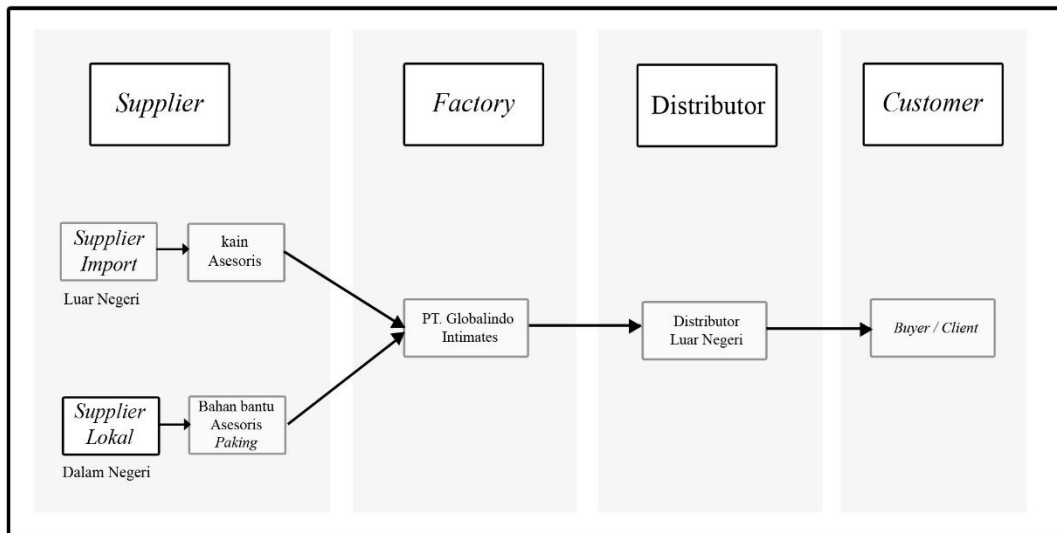 Supplier
Factory
Distributor
Customer
Supplier
Import
Luar Negeri
kain
Asesoris
PT. Globalindo
Intimates
Distributor
Luar Negeri
Buyer / Client
Supplier
Lokal
Dalam Negeri
Bahan bantu
Asesoris
Paking